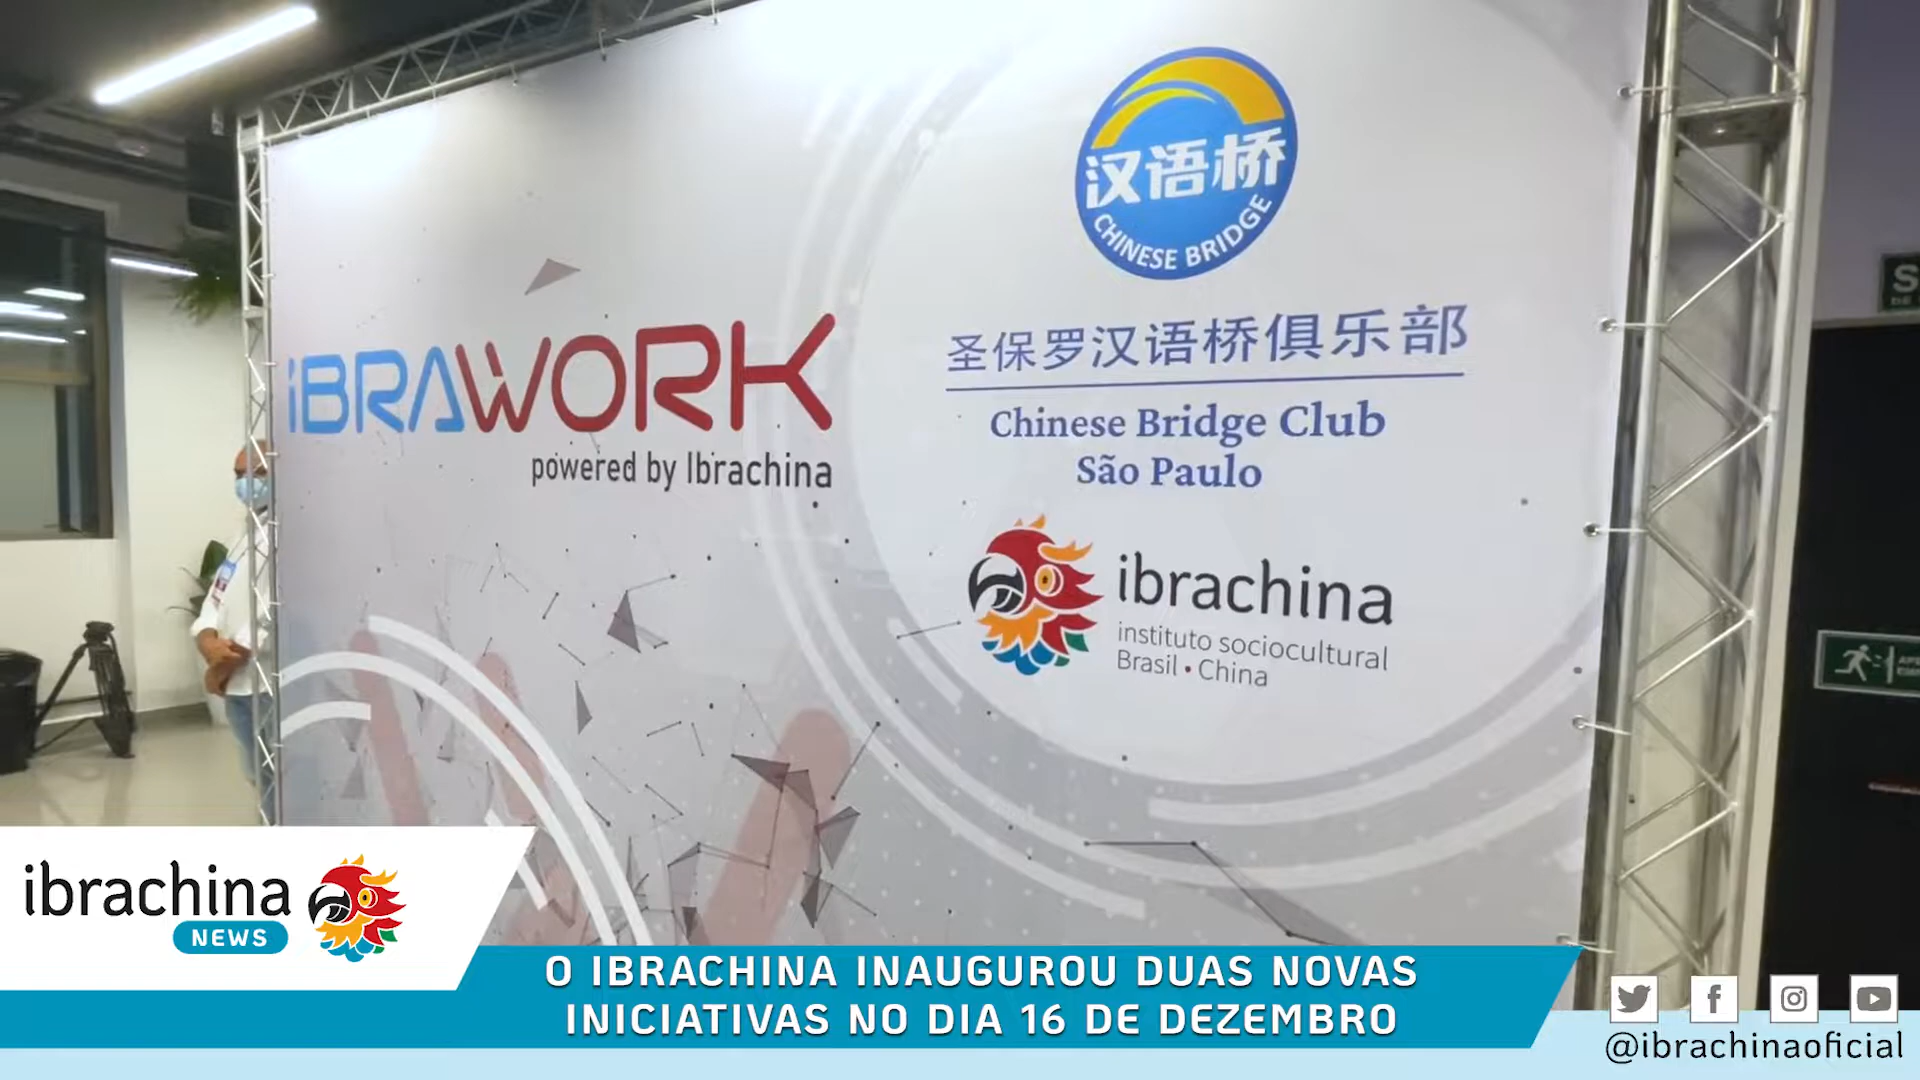 汉语桥
CHINESE BRIDGE
圣保罗汉语桥俱乐部
Chinese Bridge Club
São Paulo
iBRAWORK
powered by Ibrachina
ibrachina
instituto sociocultural
Brasil • China
ibrachina
NEWS
O IBRACHINA INAUGUROU DUAS NOVAS
INICIATIVAS NO DIA 16 DE DEZEMBRO
@ibrachinaoficial